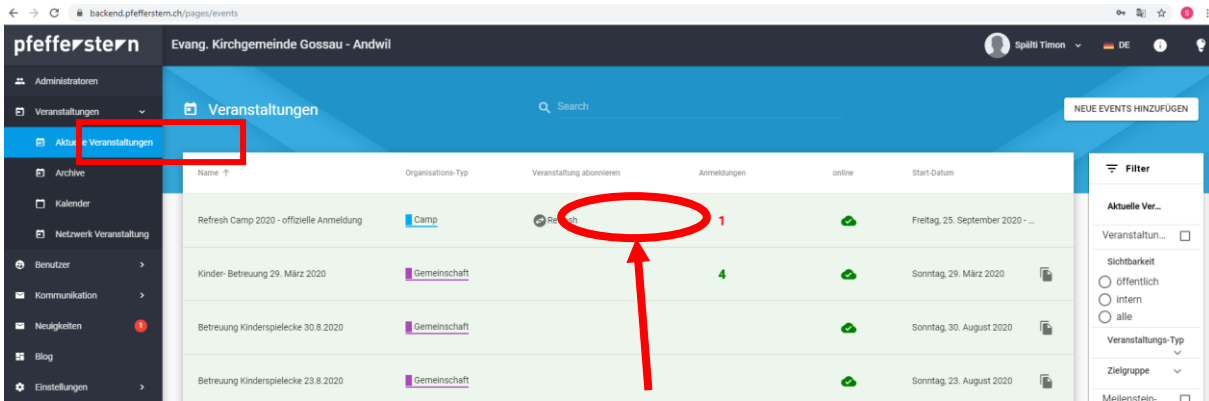 backend.pfefferstern.ch/pages/events
S
pfefferstern
Evang. Kirchgemeinde Gossau - Andwil
Spälti Timon
DE
Administratoren
Veranstaltungen
Aktuelle Veranstaltungen
Archive
Kalender
Netzwerk Veranstaltung
Benutzer
Kommunikation
Neuigkeiten 1
Blog
Einstellungen
Veranstaltungen
Search
NEUE EVENTS HINZUFÜGEN
Name Organisations-Typ Veranstaltung abonnieren Anmeldungen online Start-Datum
Refresh Camp 2020 - offizielle Anmeldung Camp Refresh 1 Freitag, 25. September 2020 - ...
Kinder- Betreuung 29. März 2020 Gemeinschaft 4 Sonntag, 29. März 2020
Betreuung Kinderspielecke 30.8.2020 Gemeinschaft Sonntag, 30. August 2020
Betreuung Kinderspielecke 23.8.2020 Gemeinschaft Sonntag, 23. August 2020
Filter
Aktuelle Ver...
Veranstaltun...
Sichtbarkeit
öffentlich
intern
alle
Veranstaltungs-Typ
Zielgruppe
Meilenstein-